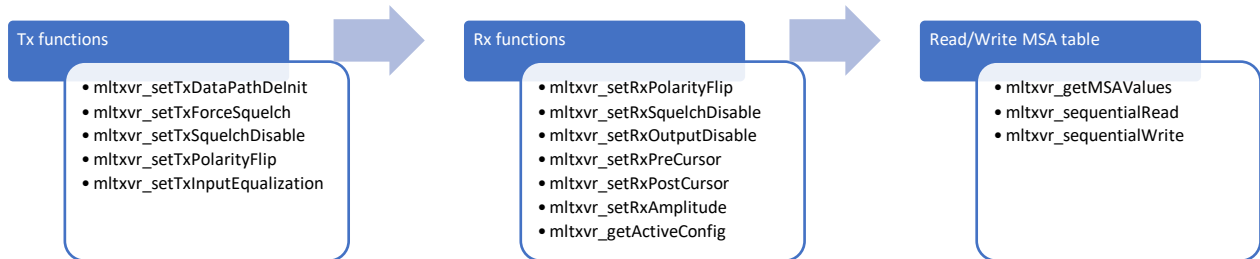 Tx functions
• mltxvr_setTxDataPathDeInit
• mltxvr_setTxForceSquelch
• mltxvr_setTxSquelchDisable
• mltxvr_setTxPolarityFlip
• mltxvr_setTxInputEqualization
Rx functions
• mltxvr_setRxPolarityFlip
• mltxvr_setRxSquelchDisable
• mltxvr_setRxOutputDisable
• mltxvr_setRxPreCursor
• mltxvr_setRxPostCursor
• mltxvr_setRxAmplitude
• mltxvr_getActiveConfig
Read/Write MSA table
• mltxvr_getMSAValues
• mltxvr_sequentialRead
• mltxvr_sequentialWrite